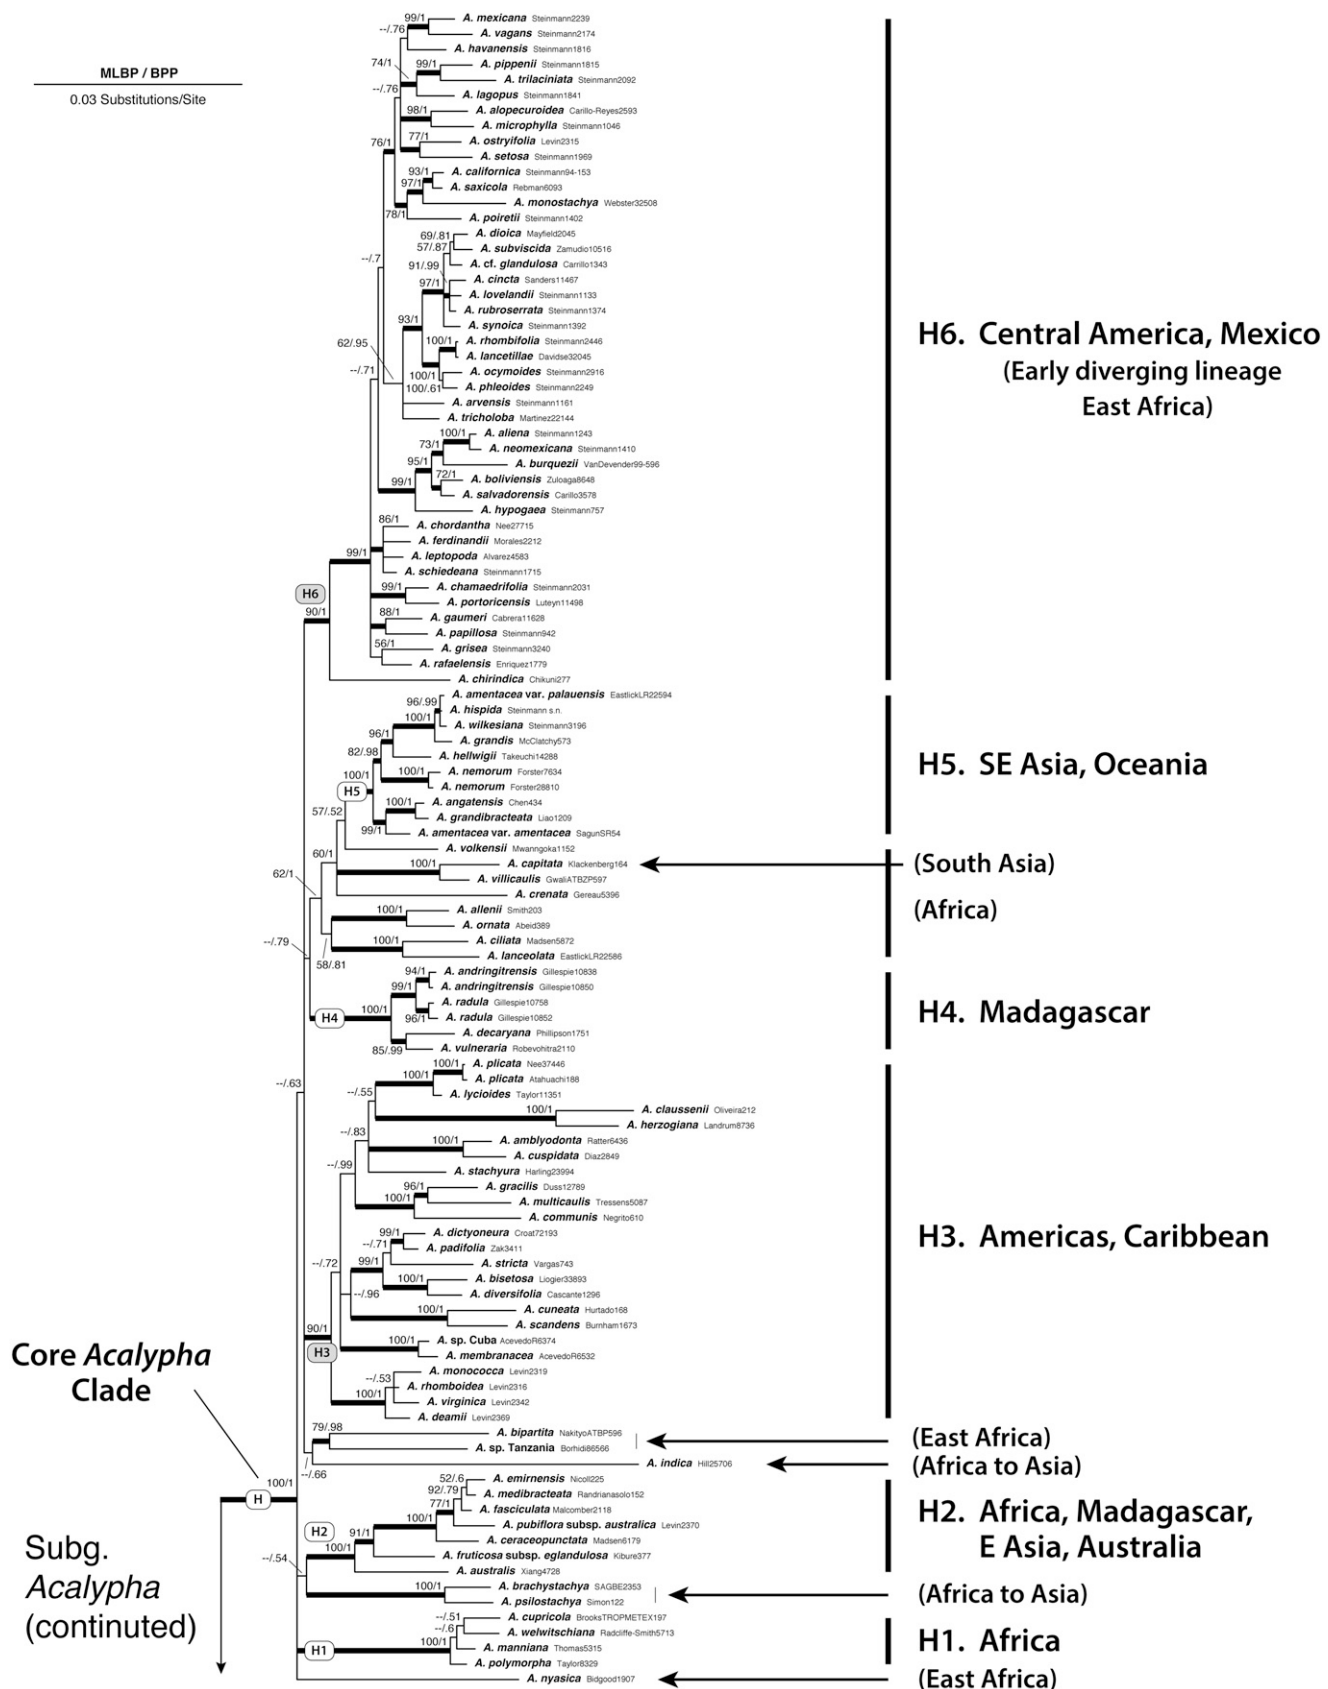 MLBP / BPP
0.03 Substitutions/Site
99/1
A. mexicana Steinmann2239
--/.76
A. vagans Steinmann2174
A. havanensis Steinmann1816
74/1
99/1
A. pippenii Steinmann1815
A. trilaciniata Steinmann2092
--/.76
A. lagopus Steinmann1841
98/1
A. alopecuroidea Carillo-Reyes2593
A. microphylla Steinmann1046
76/1
77/1
A. ostryifolia Levin2315
A. setosa Steinmann1969
93/1
A. californica Steinmann94-153
97/1
A. saxicola Rebman6093
A. monostachya Webster32508
78/1
A. poiretii Steinmann1402
69/.81
A. dioica Mayfield2045
57/.87
A. subviscida Zamudio10516
--/.7
91/.99
A. cf. glandulosa Carrillo1343
97/1
A. cincta Sanders11467
A. lovelandii Steinmann1133
A. rubroserrata Steinmann1374
93/1
A. synoica Steinmann1392
62/.95
100/1
A. rhombifolia Steinmann2446
A. lancetillae Davidse32045
--/.71
100/1
A. ocymoides Steinmann2916
100/.61
A. phleoides Steinmann2249
A. arvensis Steinmann1161
A. tricholoba Martinez22144
100/1
A. aliena Steinmann1243
73/1
A. neomexicana Steinmann1410
95/1
A. burquezii VanDevender99-596
99/1
72/1
A. boliviensis Zuloaga8648
A. salvadorensis Carillo3578
A. hypogaea Steinmann757
86/1
A. chordantha Nee27715
A. ferdinandii Morales2212
99/1
A. leptopoda Alvarez4583
A. schiedeana Steinmann1715
H6
99/1
A. chamaedrifolia Steinmann2031
A. portoricensis Luteyn11498
90/1
88/1
A. gaumeri Cabrera11628
A. papillosa Steinmann942
56/1
A. grisea Steinmann3240
A. rafaelensis Enriquez1779
A. chirindica Chikuni277
H6. Central America, Mexico
(Early diverging lineage
East Africa)
96/.99
A. amentacea var. palauensis EastlickLR22594
A. hispida Steinmann s.n.
100/1
A. wilkesiana Steinmann3196
96/1
A. grandis McClatchy573
82/.98
A. hellwigii Takeuchi14288
100/1
100/1
A. nemorum Forster7634
H5
A. nemorum Forster28810
100/1
A. angatensis Chen434
57/.52
A. grandibracteata Liao1209
99/1
A. amentacea var. amentacea SagunSR54
H5. SE Asia, Oceania
A. volkensii Mwanngoka1152
60/1
100/1
A. capitata Klackenberg164
(South Asia)
62/1
A. villicaulis GwaliATBZP597
A. crenata Gereau5396
(Africa)
100/1
A. allenii Smith203
A. ornata Abeid389
--/.79
100/1
A. ciliata Madsen5872
58/.81
A. lanceolata EastlickLR22586
94/1
A. andringitrensis Gillespie10838
99/1
A. andringitrensis Gillespie10850
A. radula Gillespie10758
H4
100/1
96/1
A. radula Gillespie10852
H4. Madagascar
A. decaryana Phillipson1751
85/.99
A. vulneraria Robevohitra2110
100/1
A. plicata Nee37446
--/.63
100/1
A. plicata Atahuachi188
--/.55
A. lycioides Taylor11351
100/1
A. claussenii Oliveira212
A. herzogiana Landrum8736
--/.83
100/1
A. amblyodonta Ratter6436
A. cuspidata Diaz2849
--/.99
A. stachyura Harling23994
96/1
A. gracilis Duss12789
100/1
A. multicaulis Tressens5087
A. communis Negrito610
99/1
A. dictyoneura Croat72193
--/.71
A. padifolia Zak3411
--/.72
99/1
A. stricta Vargas743
100/1
A. bisetosa Liogier33893
--/.96
A. diversifolia Cascante1296
100/1
A. cuneata Hurtado168
A. scandens Burnham1673
90/1
100/1
A. sp. Cuba AcevedoR6374
H3
A. membranacea AcevedoR6532
--/.53
A. monococca Levin2319
A. rhomboidea Levin2316
100/1
A. virginica Levin2342
A. deamii Levin2369
H3. Americas, Caribbean
Core Acalypha
Clade
79/.98
A. bipartita NakityoATBP596
A. sp. Tanzania Borhidi86566
(East Africa)
--/.66
A. indica Hill25706
(Africa to Asia)
100/1
H
52/.6
A. emirnensis Nicoll225
92/.79
A. medibracteata Randrianasolo152
77/1
A. fasciculata Malcomber2118
H2
100/1
A. pubiflora subsp. australica Levin2370
91/1
A. ceraceopunctata Madsen6179
100/1
A. fruticosa subsp. eglandulosa Kibure377
--/.54
A. australis Xiang4728
H2. Africa, Madagascar,
E Asia, Australia
100/1
A. brachystachya SAGBE2353
A. psilostachya Simon122
(Africa to Asia)
--/.51
A. cupricola BrooksTROPMETEX197
--/.6
A. welwitschiana Radcliffe-Smith5713
H1
100/1
A. manniana Thomas5315
A. polymorpha Taylor8329
H1. Africa
A. nyasica Bidgood1907
(East Africa)
Subg.
Acalypha
(continuted)